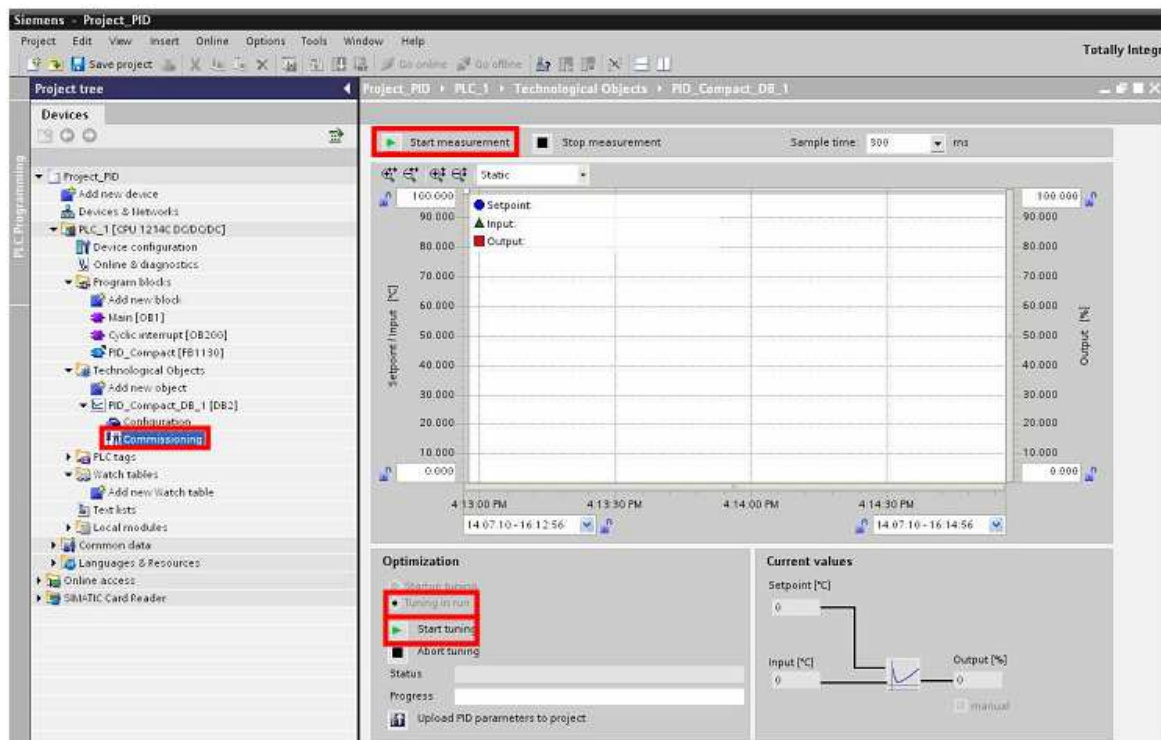 Siemens - Project_PID
Project Edit View Insert Online Options Tools Window Help
Totally Integr
Save project
Go online
Go offline
Project tree
Project_PID PLC_1 Technological Objects PID_Compact_DB_1
Devices
PLC Programming
Project_PID
Add new device
Devices & Networks
PLC_1 [CPU 1214C DC/DC/DC]
Device configuration
Online & diagnostics
Program blocks
Add new block
Main [OB1]
Cyclic interrupt [OB200]
PID_Compact [FB1130]
Technological Objects
Add new object
PID_Compact_DB_1 [DB2]
Configuration
Commissioning
PLC tags
Watch tables
Add new Watch table
Text lists
Local modules
Common data
Languages & Resources
Online access
SIMATIC Card Reader
Start measurement
Stop measurement
Sample time: 300 ms
Static
Setpoint / Input [°C]
100.000
90.000
80.000
70.000
60.000
50.000
40.000
30.000
20.000
10.000
0.000
Setpoint:
Input:
Output:
100.000
90.000
80.000
70.000
60.000
50.000
40.000
30.000
20.000
10.000
0.000
Output [%]
4:13:00 PM 4:13:30 PM 4:14:00 PM 4:14:30 PM
14.07.10 - 16:12:56
14.07.10 - 16:14:56
Optimization
Startup tuning
Tuning in run
Start tuning
Abort tuning
Status
Progress
Upload PID parameters to project
Current values
Setpoint [°C]
0
Input [°C]
0
Output [%]
0
manual